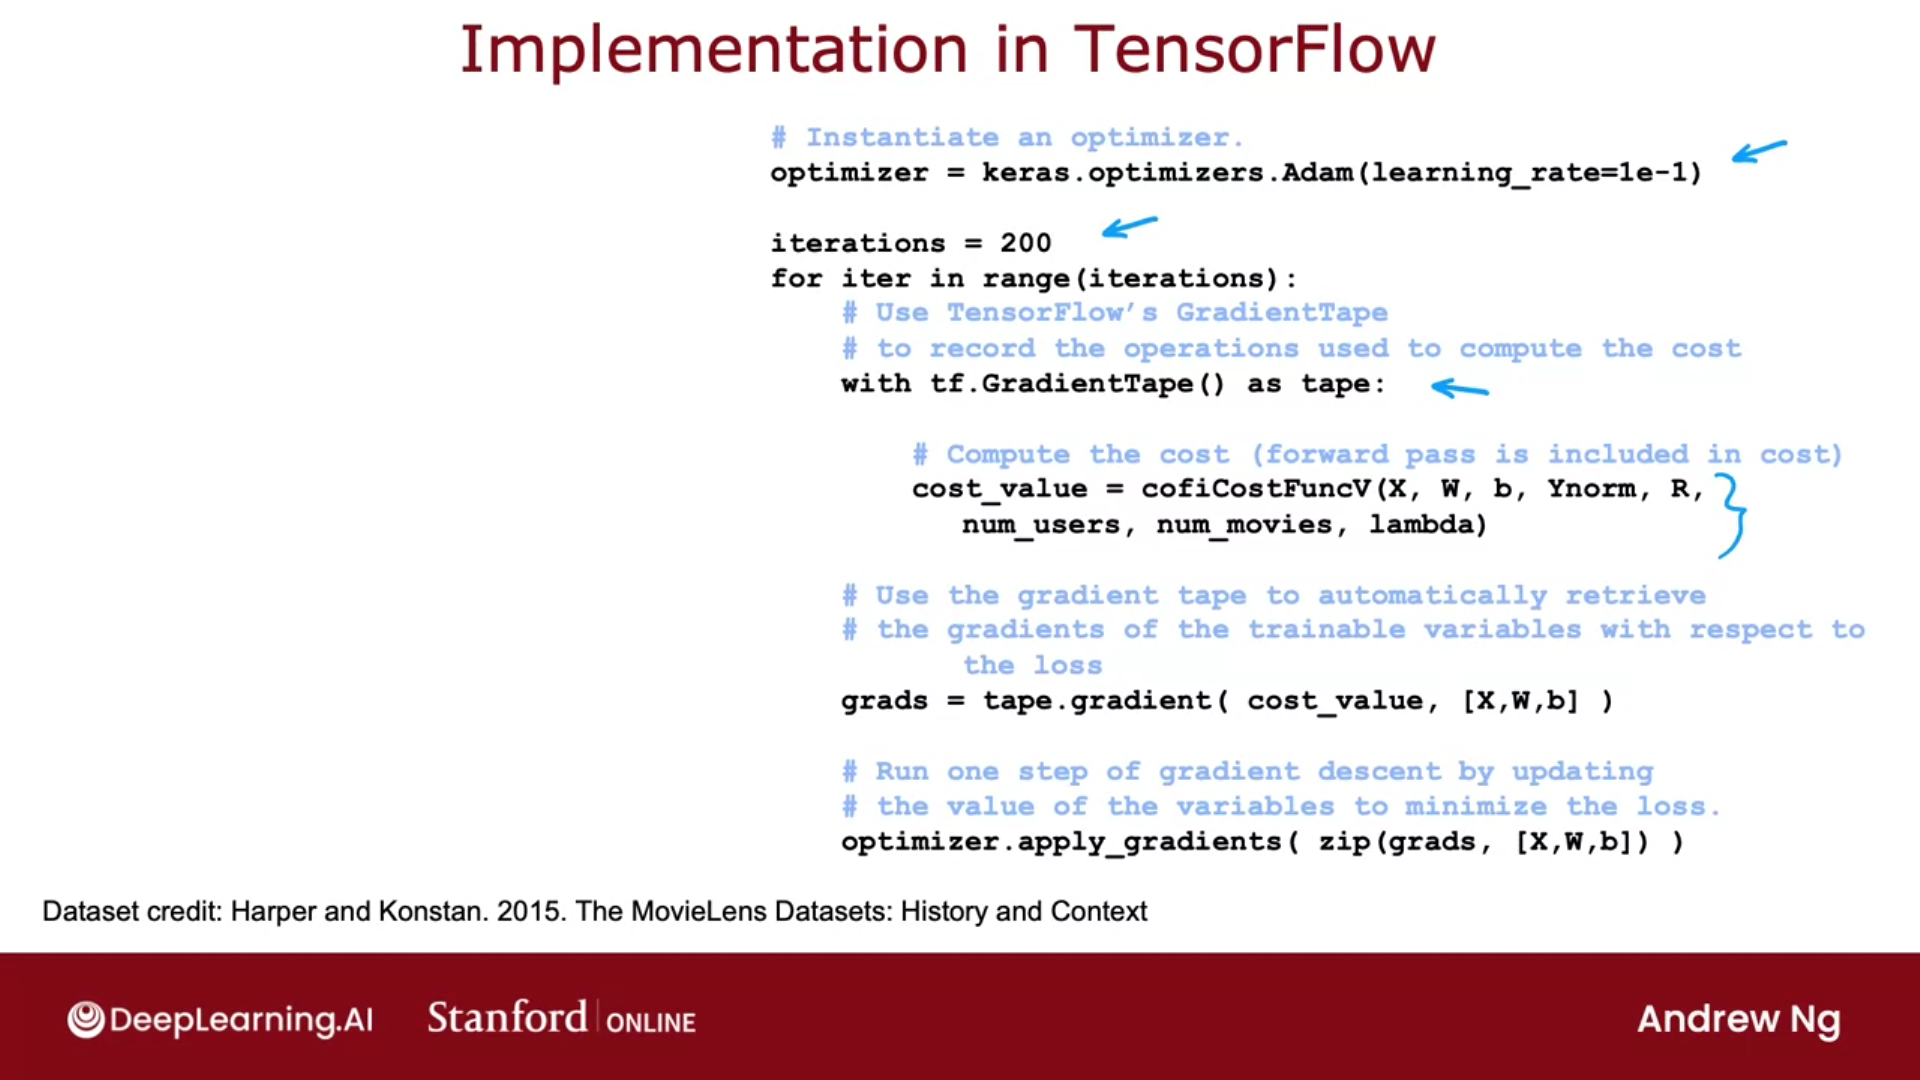 Implementation in TensorFlow
# Instantiate an optimizer.
optimizer = keras.optimizers.Adam(learning_rate=1e-1)
iterations = 200
for iter in range(iterations):
# Use TensorFlow’s GradientTape
# to record the operations used to compute the cost
with tf.GradientTape() as tape:
# Compute the cost (forward pass is included in cost)
cost_value = cofiCostFuncV(X, W, b, Ynorm, R,
num_users, num_movies, lambda)
# Use the gradient tape to automatically retrieve
# the gradients of the trainable variables with respect to
the loss
grads = tape.gradient( cost_value, [X,W,b] )
# Run one step of gradient descent by updating
# the value of the variables to minimize the loss.
optimizer.apply_gradients( zip(grads, [X,W,b]) )
Dataset credit: Harper and Konstan. 2015. The MovieLens Datasets: History and Context
DeepLearning.AI Stanford | ONLINE Andrew Ng